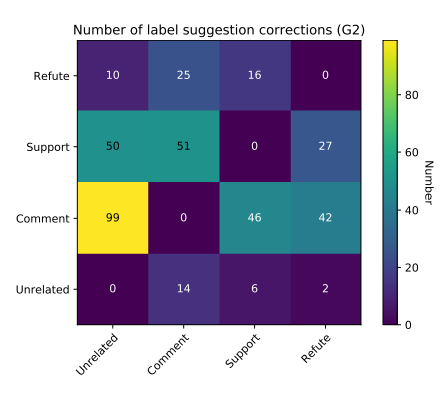 Number of label suggestion corrections (G2)
Refute 10 25 16 0
Support 50 51 0 27
Comment 99 0 46 42
Unrelated 0 14 6 2
Unrelated Comment Support Refute
80
60
40
20
0
Number